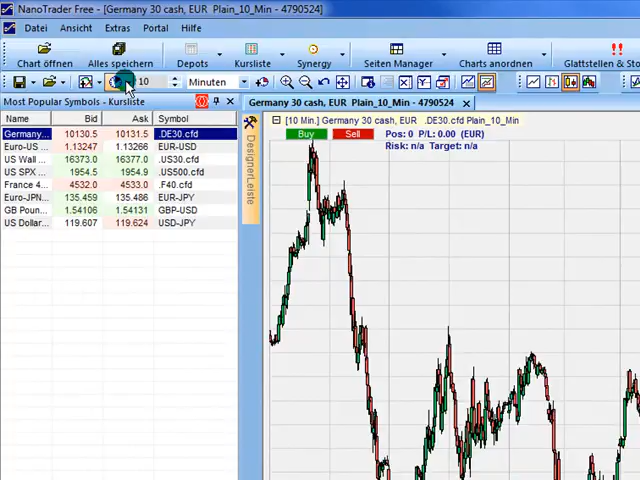 NanoTrader Free - [Germany 30 cash, EUR Plain_10_Min - 4790524]
Datei Ansicht Extras Portal Hilfe
Chart öffnen Alles speichern Depots Kursliste Synergy Seiten Manager Charts anordnen Glattstellen & Sto
10 Minuten
Most Popular Symbols - Kursliste
Germany 30 cash, EUR Plain_10_Min - 4790524
Name Bid Ask Symbol
Germany... 10130.5 10131.5 .DE30.cfd
Euro-US ... 1.13247 1.13266 EUR-USD
US Wall ... 16373.0 16377.0 .US30.cfd
US SPX ... 1954.5 1954.9 .US500.cfd
France 4... 4532.0 4533.0 .F40.cfd
Euro-JPN... 135.459 135.486 EUR-JPY
GB Poun... 1.54106 1.54131 GBP-USD
US Dollar... 119.607 119.624 USD-JPY
DesignerLeiste
[10 Min.] Germany 30 cash, EUR .DE30.cfd Plain_10_Min
Buy Sell Pos: 0 P/L: 0.00 (EUR)
Risk: n/a Target: n/a